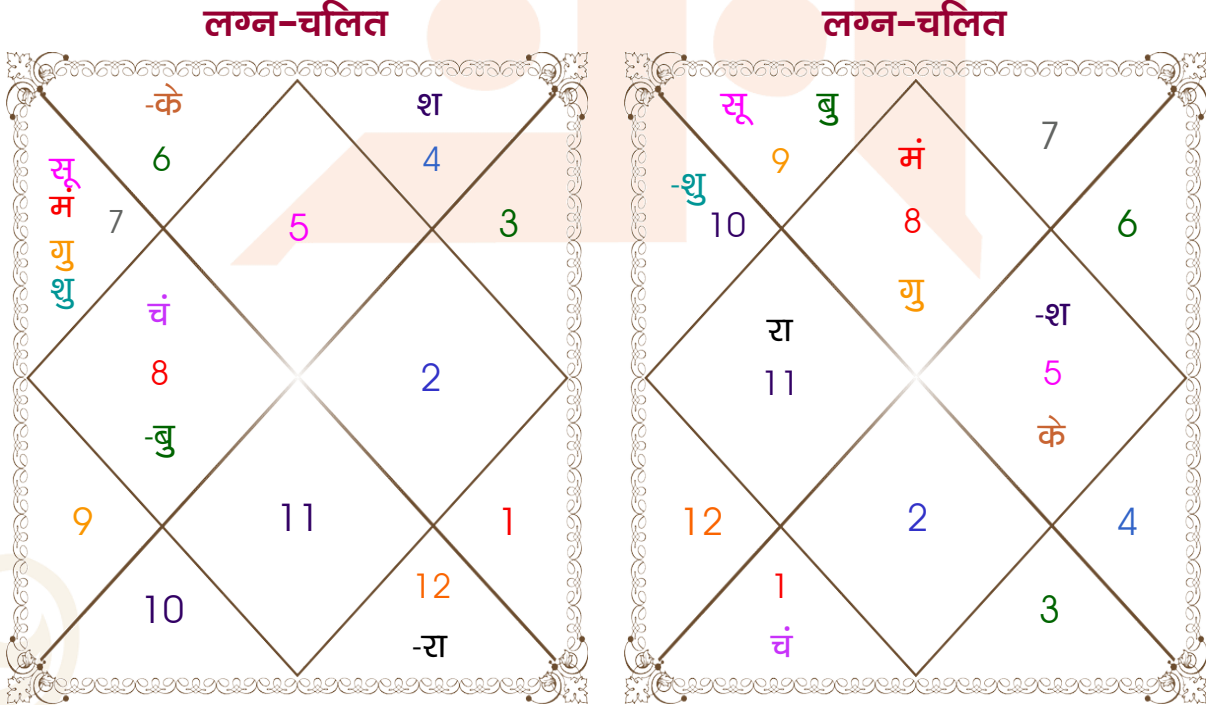 लग्न-चलित
-के
श
6
4
सू
मं
7
गु
शु
5
3
चं
8
-बु
2
9
11
1
10
12
-रा
लग्न-चलित
सू
बु
9
मं
7
-शु
10
8
6
गु
रा
11
-श
5
के
12
2
4
1
चं
3